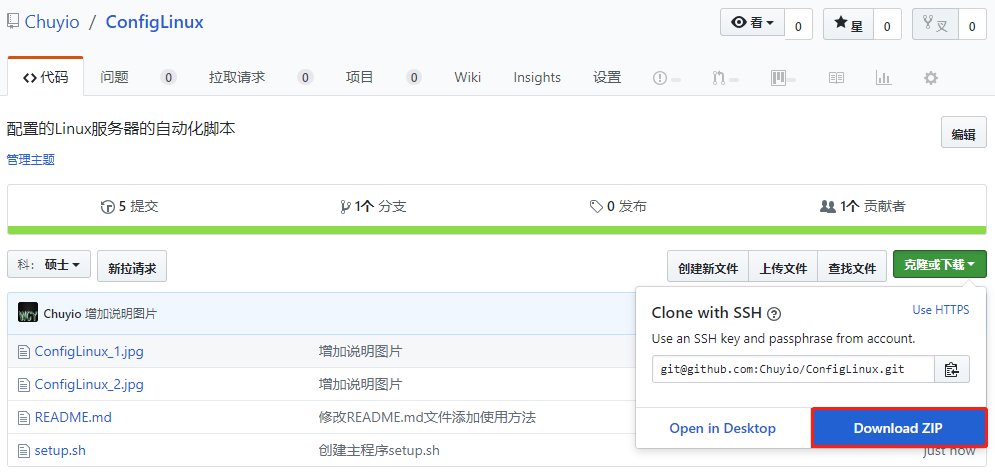 Chuyio / ConfigLinux 看 0 星 0 叉 0
代码 问题 0 拉取请求 0 项目 0 Wiki Insights 设置
配置的Linux服务器的自动化脚本 编辑
管理主题
5 提交 1个 分支 0 发布 1个 贡献者
科： 硕士 新拉请求 创建新文件 上传文件 查找文件 克隆或下载
Chuyio 增加说明图片
ConfigLinux_1.jpg 增加说明图片
ConfigLinux_2.jpg 增加说明图片
README.md 修改README.md文件添加使用方法
setup.sh 创建主程序setup.sh just now
Clone with SSH ? Use HTTPS
Use an SSH key and passphrase from account.
git@github.com:Chuyio/ConfigLinux.git
Open in Desktop Download ZIP